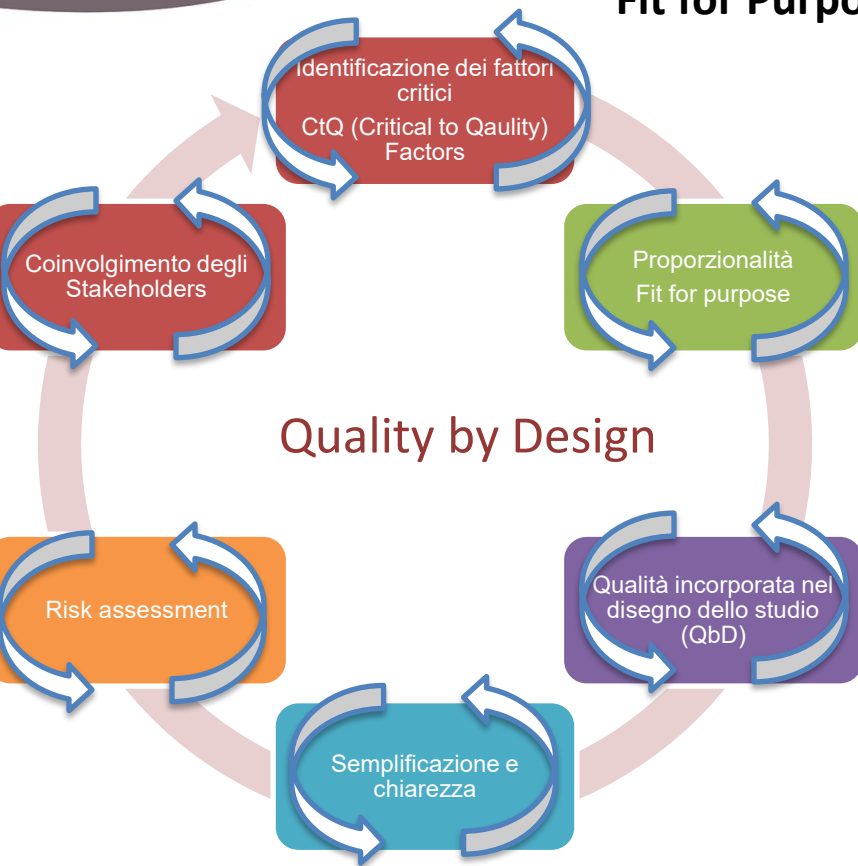 Fit for Purpo
Identificazione dei fattori
critici
CtQ (Critical to Qaulity)
Factors
Coinvolgimento degli
Stakeholders
Proporzionalità
Fit for purpose
Quality by Design
Risk assessment
Qualità incorporata nel
disegno dello studio
(QbD)
Semplificazione e
chiarezza